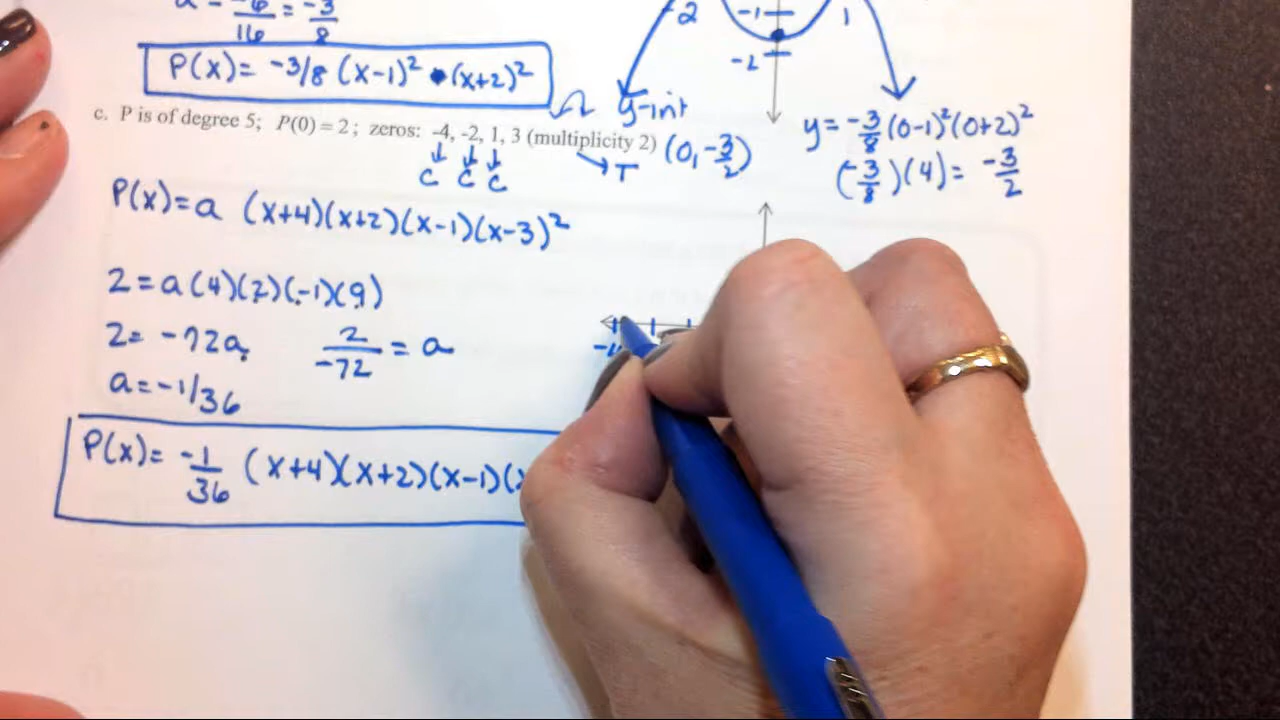 a = -6/16 = -3/8
P(x) = -3/8 (x-1)² • (x+2)²
-2 -1 1
-2
y-int
(0, -3/2)
y = -3/8 (0-1)² (0+2)²
(-3/8)(4) = -3/2
c. P is of degree 5; P(0) = 2; zeros: -4, -2, 1, 3 (multiplicity 2)
C C C T
P(x) = a (x+4)(x+2)(x-1)(x-3)²
2 = a(4)(2)(-1)(9)
2 = -72a 2/-72 = a
a = -1/36
P(x) = -1/36 (x+4)(x+2)(x-1)(